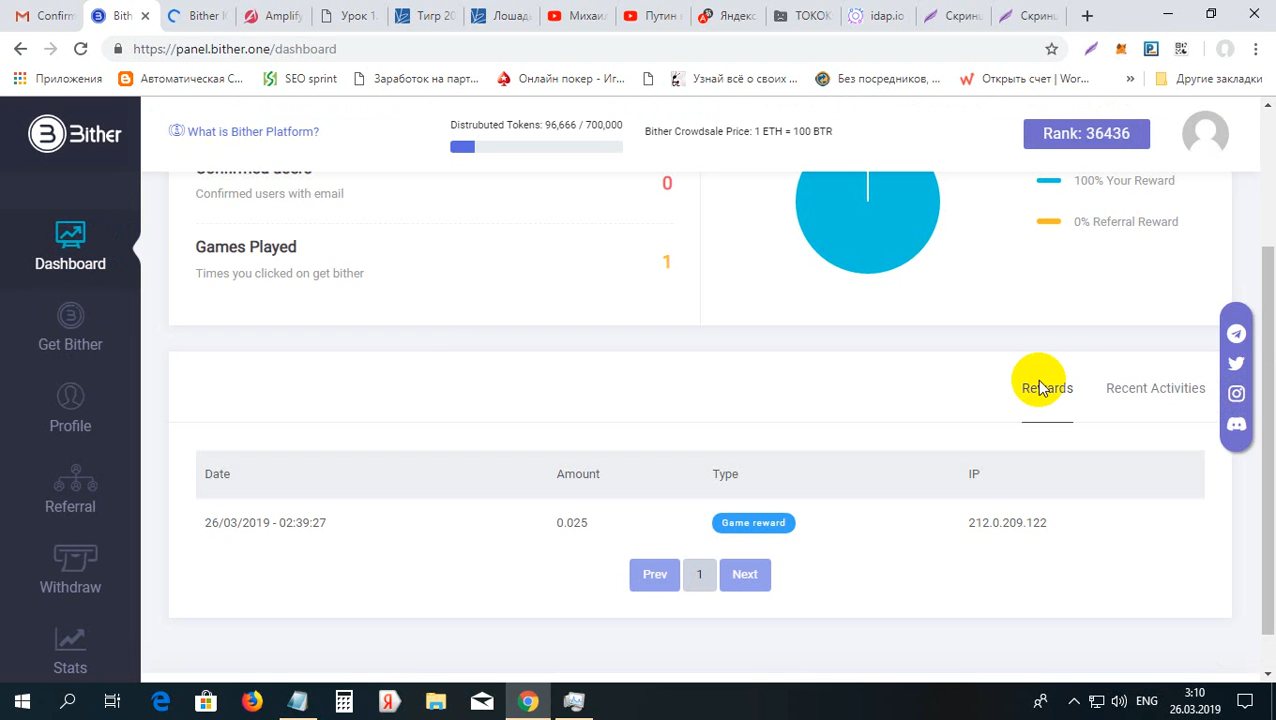 Confirm
Bith
Bither I
Amplify
Урок 1.
Тигр 20
Лошад
Михаил
Путин
Яндекс
ТОКОК
idap.io
Скрин
Скрин
https://panel.bither.one/dashboard
Приложения
Автоматическая С...
SEO sprint
Заработок на парт...
Онлайн покер - Иг...
Узнай всё о своих ...
Без посредников, ...
Открыть счет | Wor...
»
Другие закладки
Bither
What is Bither Platform?
Distrubuted Tokens: 96,666 / 700,000
Bither Crowdsale Price: 1 ETH = 100 BTR
Rank: 36436
Confirmed users
0
Confirmed users with email
Games Played
1
Times you clicked on get bither
100% Your Reward
0% Referral Reward
Dashboard
Get Bither
Profile
Referral
Withdraw
Stats
Rewards
Recent Activities
Date
Amount
Type
IP
26/03/2019 - 02:39:27
0.025
Game reward
212.0.209.122
Prev
1
Next
ENG
3:10
26.03.2019